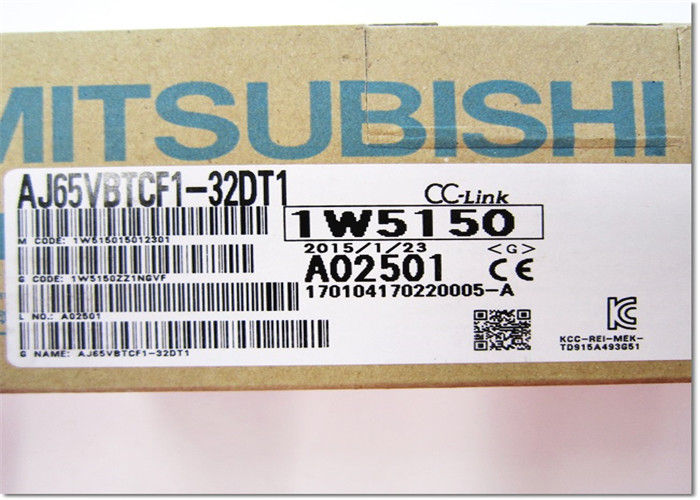 MITSUBISHI
AJ65VBTCF1-32DT1
CC-Link
1W5150
M CODE: 1W515015012301
2015/1/23
<G>
G CODE: 1W5150ZZ1NGVF
A02501
CE
170104170220005-A
L NO.: A02501
KCC-REI-MEK-
TD915A493G51
G NAME: AJ65VBTCF1-32DT1